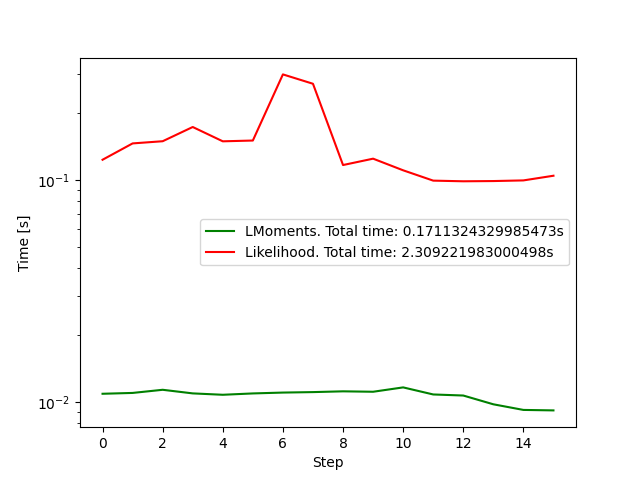 Time [s]
10⁻¹
10⁻²
LMoments. Total time: 0.1711324329985473s
Likelihood. Total time: 2.309221983000498s
0 2 4 6 8 10 12 14
Step